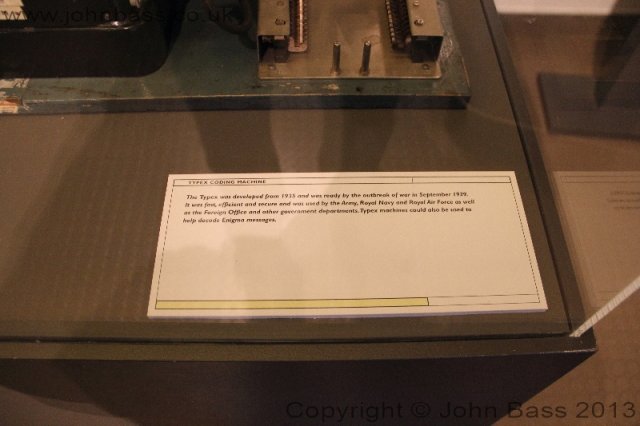 www.johnbass.co.uk
TYPEX CODING MACHINE
The Typex was developed from 1935 and was ready by the outbreak of war in September 1939.
It was fast, efficient and secure and was used by the Army, Royal Navy and Royal Air Force as well
as the Foreign Office and other government departments. Typex machines could also be used to
help decode Enigma messages.
Copyright © John Bass 2013